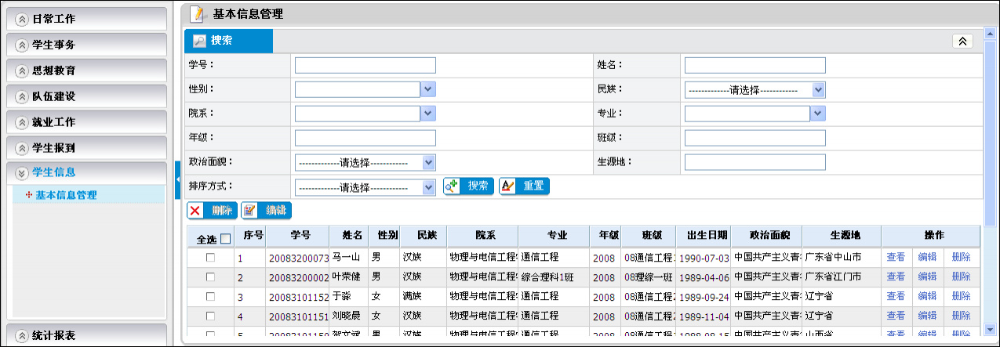 日常工作
学生事务
思想教育
队伍建设
就业工作
学生报到
学生信息
基本信息管理
统计报表
基本信息管理
搜索
学号： 姓名：
性别： 民族： -------------请选择------------
院系： 专业：
年级： 班级：
政治面貌： -------------请选择------------ 生源地：
排序方式： -------------请选择------------ 搜索 重置
删除 编辑
全选 序号 学号 姓名 性别 民族 院系 专业 年级 班级 出生日期 政治面貌 生源地 操作
1 20083200073 马一山 男 汉族 物理与电信工程 通信工程 2008 08通信工程 1990-07-03 中国共产主义青 广东省中山市 查看 编辑 删除
2 20083200002 叶荣健 男 汉族 物理与电信工程 综合理科1班 2008 08理综一班 1989-04-06 中国共产主义青 广东省江门市 查看 编辑 删除
3 20083101152 于淼 女 满族 物理与电信工程 通信工程 2008 08通信工程2 1989-09-24 中国共产主义青 辽宁省 查看 编辑 删除
4 20083101151 刘晓晨 女 汉族 物理与电信工程 通信工程 2008 08通信工程2 1989-11-04 中国共产主义青 辽宁省 查看 编辑 删除